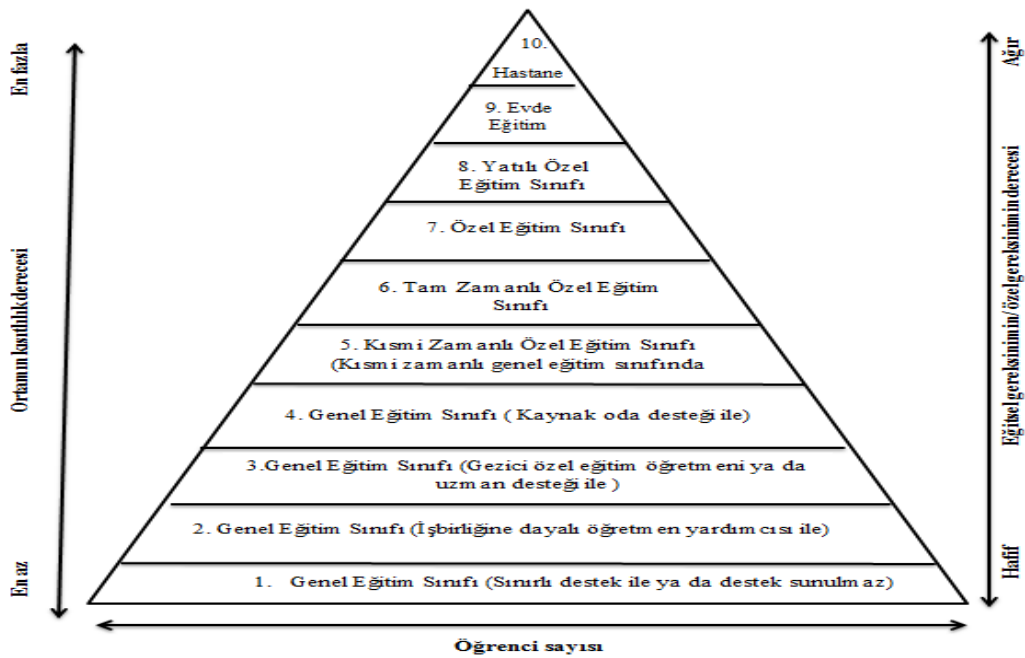 En fazla
Ortamın kısıtlılık derecesi
En az
10.
Hastane
9. Evde
Eğitim
8. Yatılı Özel
Eğitim Sınıfı
7. Özel Eğitim Sınıfı
6. Tam Zamanlı Özel Eğitim
Sınıfı
5. Kısmi Zamanlı Özel Eğitim Sınıfı
(Kısmi zamanlı genel eğitim sınıfında
4. Genel Eğitim Sınıfı ( Kaynak oda desteği ile)
3.Genel Eğitim Sınıfı (Gezici özel eğitim öğretmeni ya da
uzman desteği ile )
2. Genel Eğitim Sınıfı (İşbirliğine dayalı öğretmen yardımcısı ile)
1. Genel Eğitim Sınıfı (Sınırlı destek ile ya da destek sunulmaz)
Ağır
Eğitsel gereksinimin/ özel gereksinimin derecesi
Hafif
Öğrenci sayısı